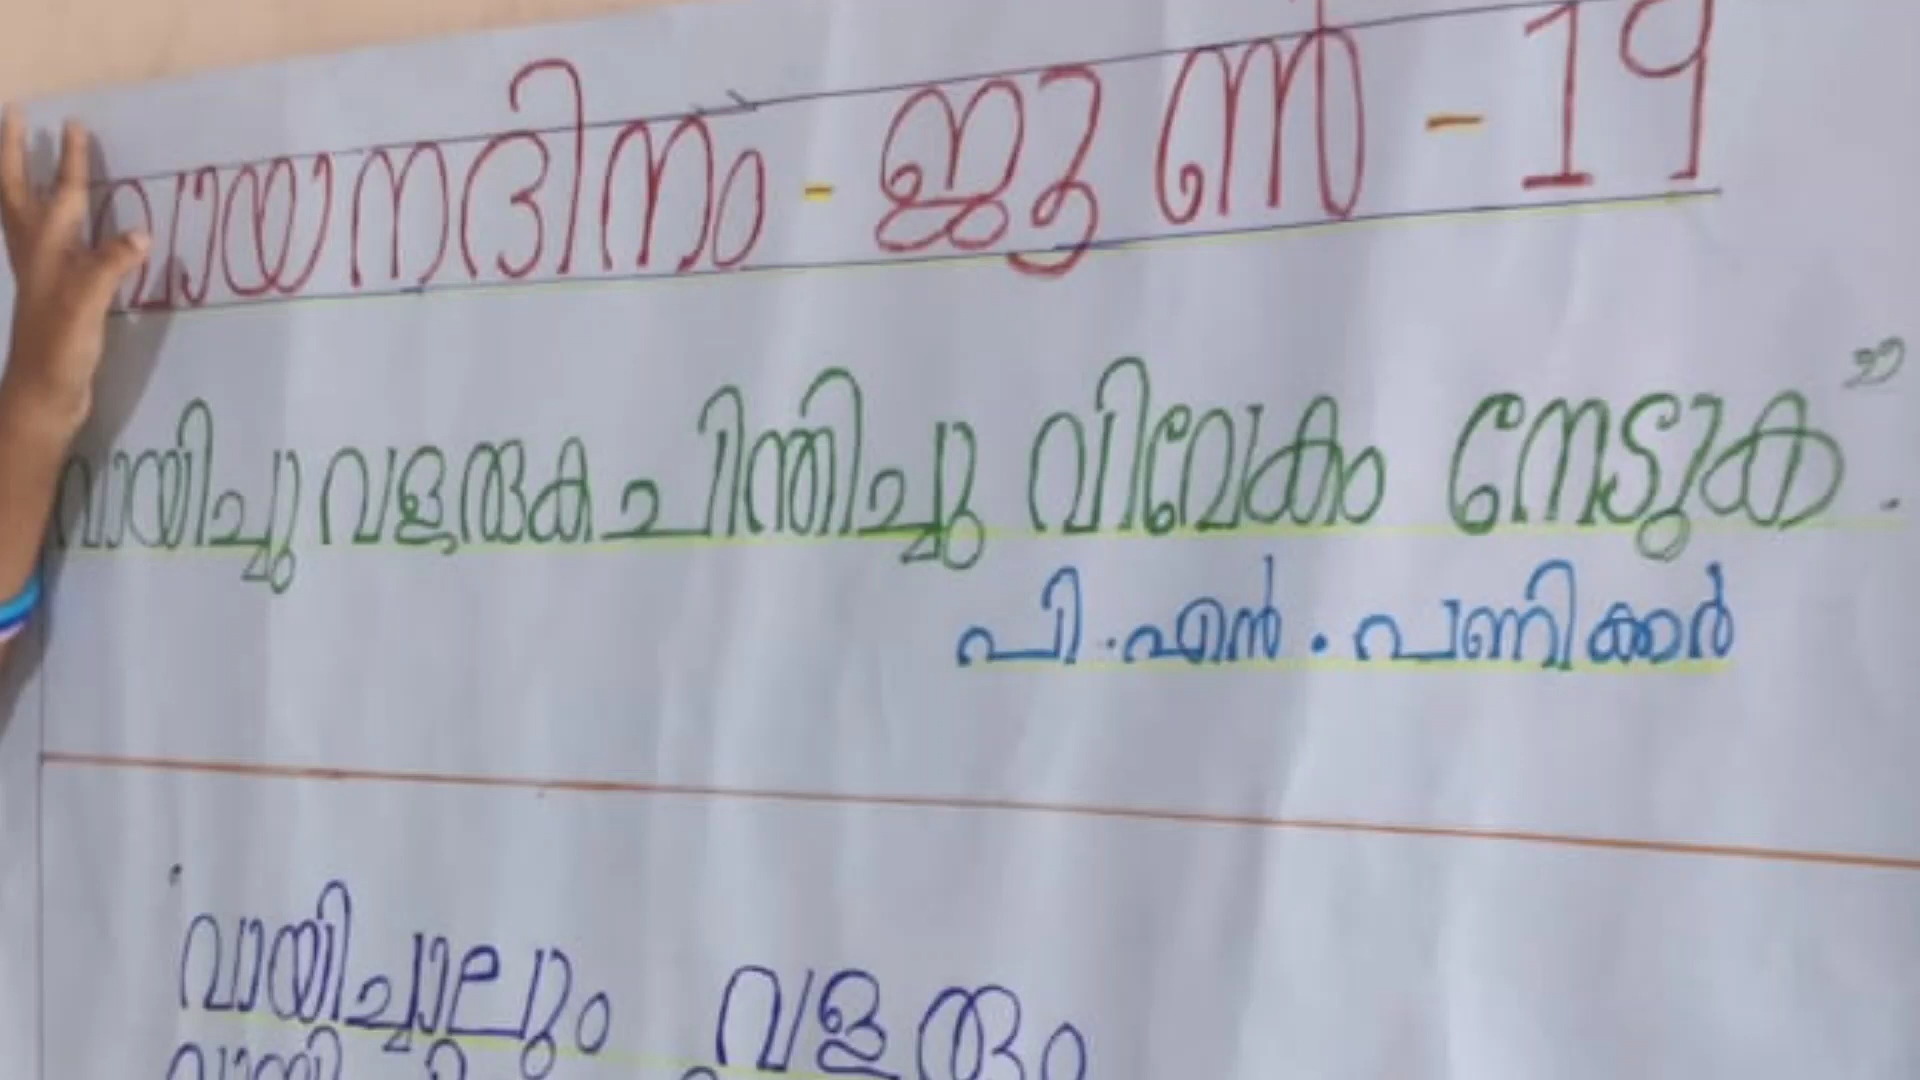 വായനദിനം - ജൂൺ - 19
വായിച്ചു വളരുക ചിന്തിച്ചു വിവേകം നേടുക .
പി . എൻ . പണിക്കർ
വായിച്ചാലും വളരും